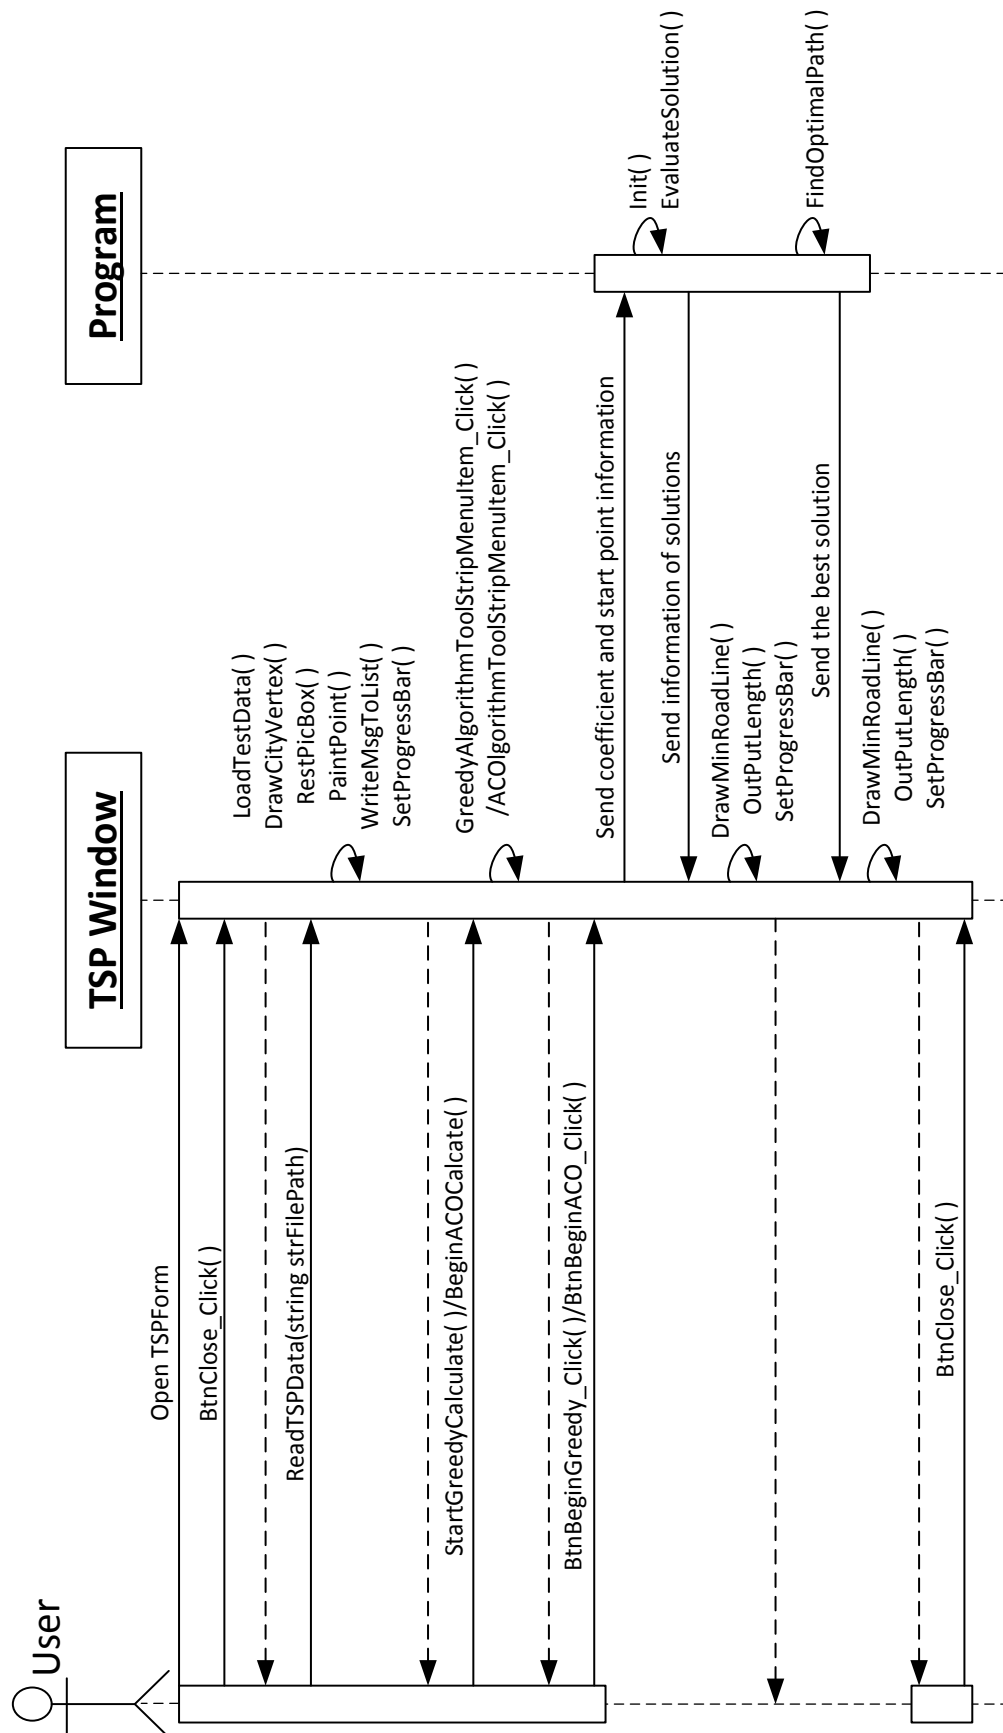 User
TSP Window
Program
Open TSPForm
BtnClose_Click( )
ReadTSPData(string strFilePath)
LoadTestData( )
DrawCityVertex( )
RestPicBox( )
PaintPoint( )
WriteMsgToList( )
SetProgressBar( )
StartGreedyCalculate( )/BeginACOCalcate( )
GreedyAlgorithmToolStripMenuItem_Click( )
/ACOlgorithmToolStripMenuItem_Click( )
BtnBeginGreedy_Click( )/BtnBeginACO_Click( )
Send coefficient and start point information
Init( )
EvaluateSolution( )
Send information of solutions
DrawMinRoadLine( )
OutPutLength( )
SetProgressBar( )
FindOptimalPath( )
Send the best solution
DrawMinRoadLine( )
OutPutLength( )
SetProgressBar( )
BtnClose_Click( )